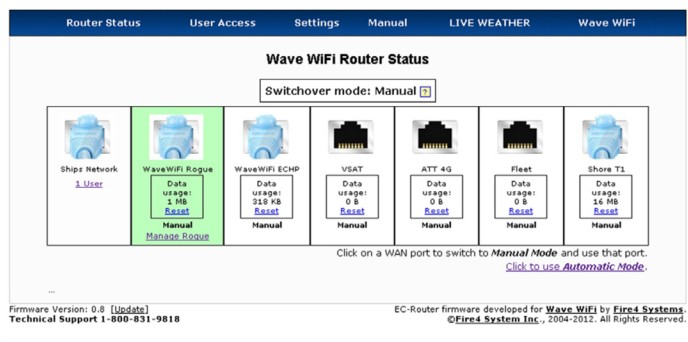 Router Status User Access Settings Manual LIVE WEATHER Wave WiFi
Wave WiFi Router Status
Switchover mode: Manual ?
Ships Network WaveWiFi Rogue WaveWiFi ECHP VSAT ATT 4G Fleet Shore T1
1 User
Data usage: 1 MB Reset
Manual
Manage Rogue
Data usage: 318 KB Reset
Manual
Data usage: 0 B Reset
Manual
Data usage: 0 B Reset
Manual
Data usage: 0 B Reset
Manual
Data usage: 16 MB Reset
Manual
Click on a WAN port to switch to Manual Mode and use that port.
Click to use Automatic Mode.
...
Firmware Version: 0.8 [Update]
Technical Support 1-800-831-9818
EC-Router firmware developed for Wave WiFi by Fire4 Systems.
©Fire4 System Inc., 2004-2012. All Rights Reserved.